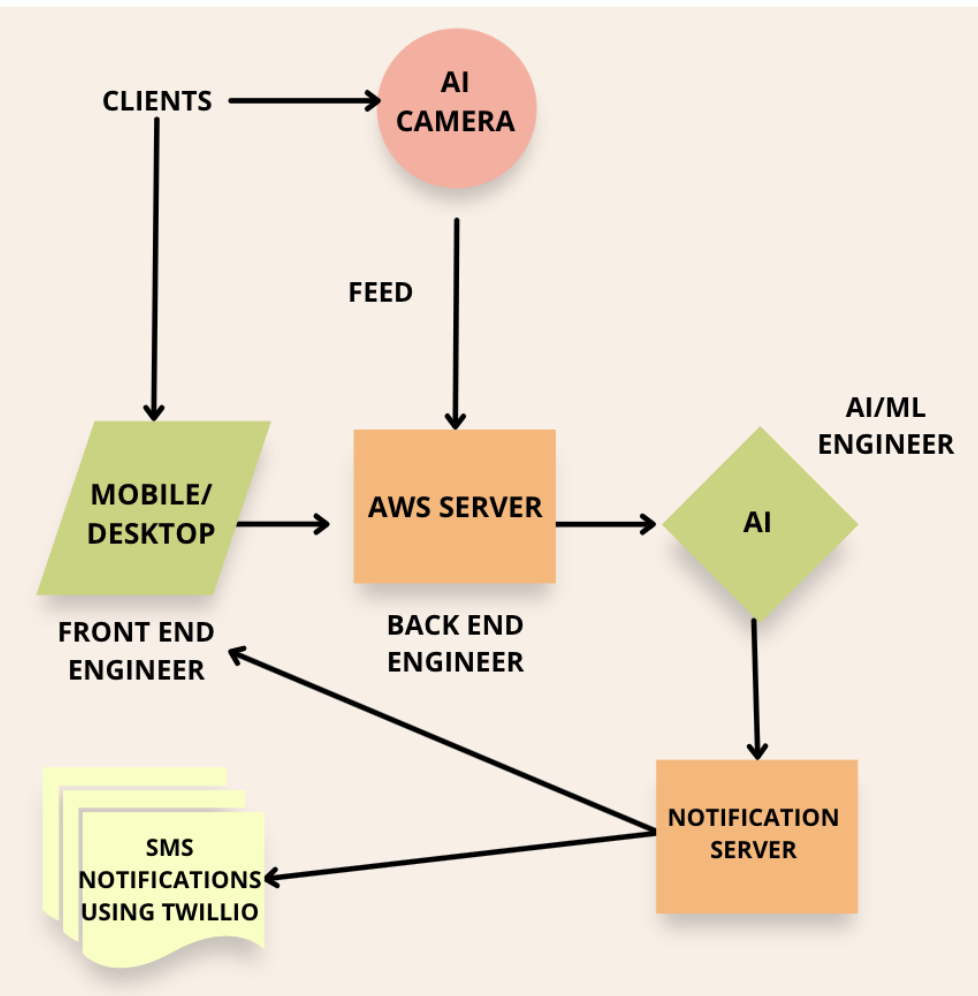 AI
CAMERA
CLIENTS
FEED
AI/ML
ENGINEER
MOBILE/
DESKTOP
AWS SERVER
AI
FRONT END
ENGINEER
BACK END
ENGINEER
NOTIFICATION
SERVER
SMS
NOTIFICATIONS
USING TWILLIO